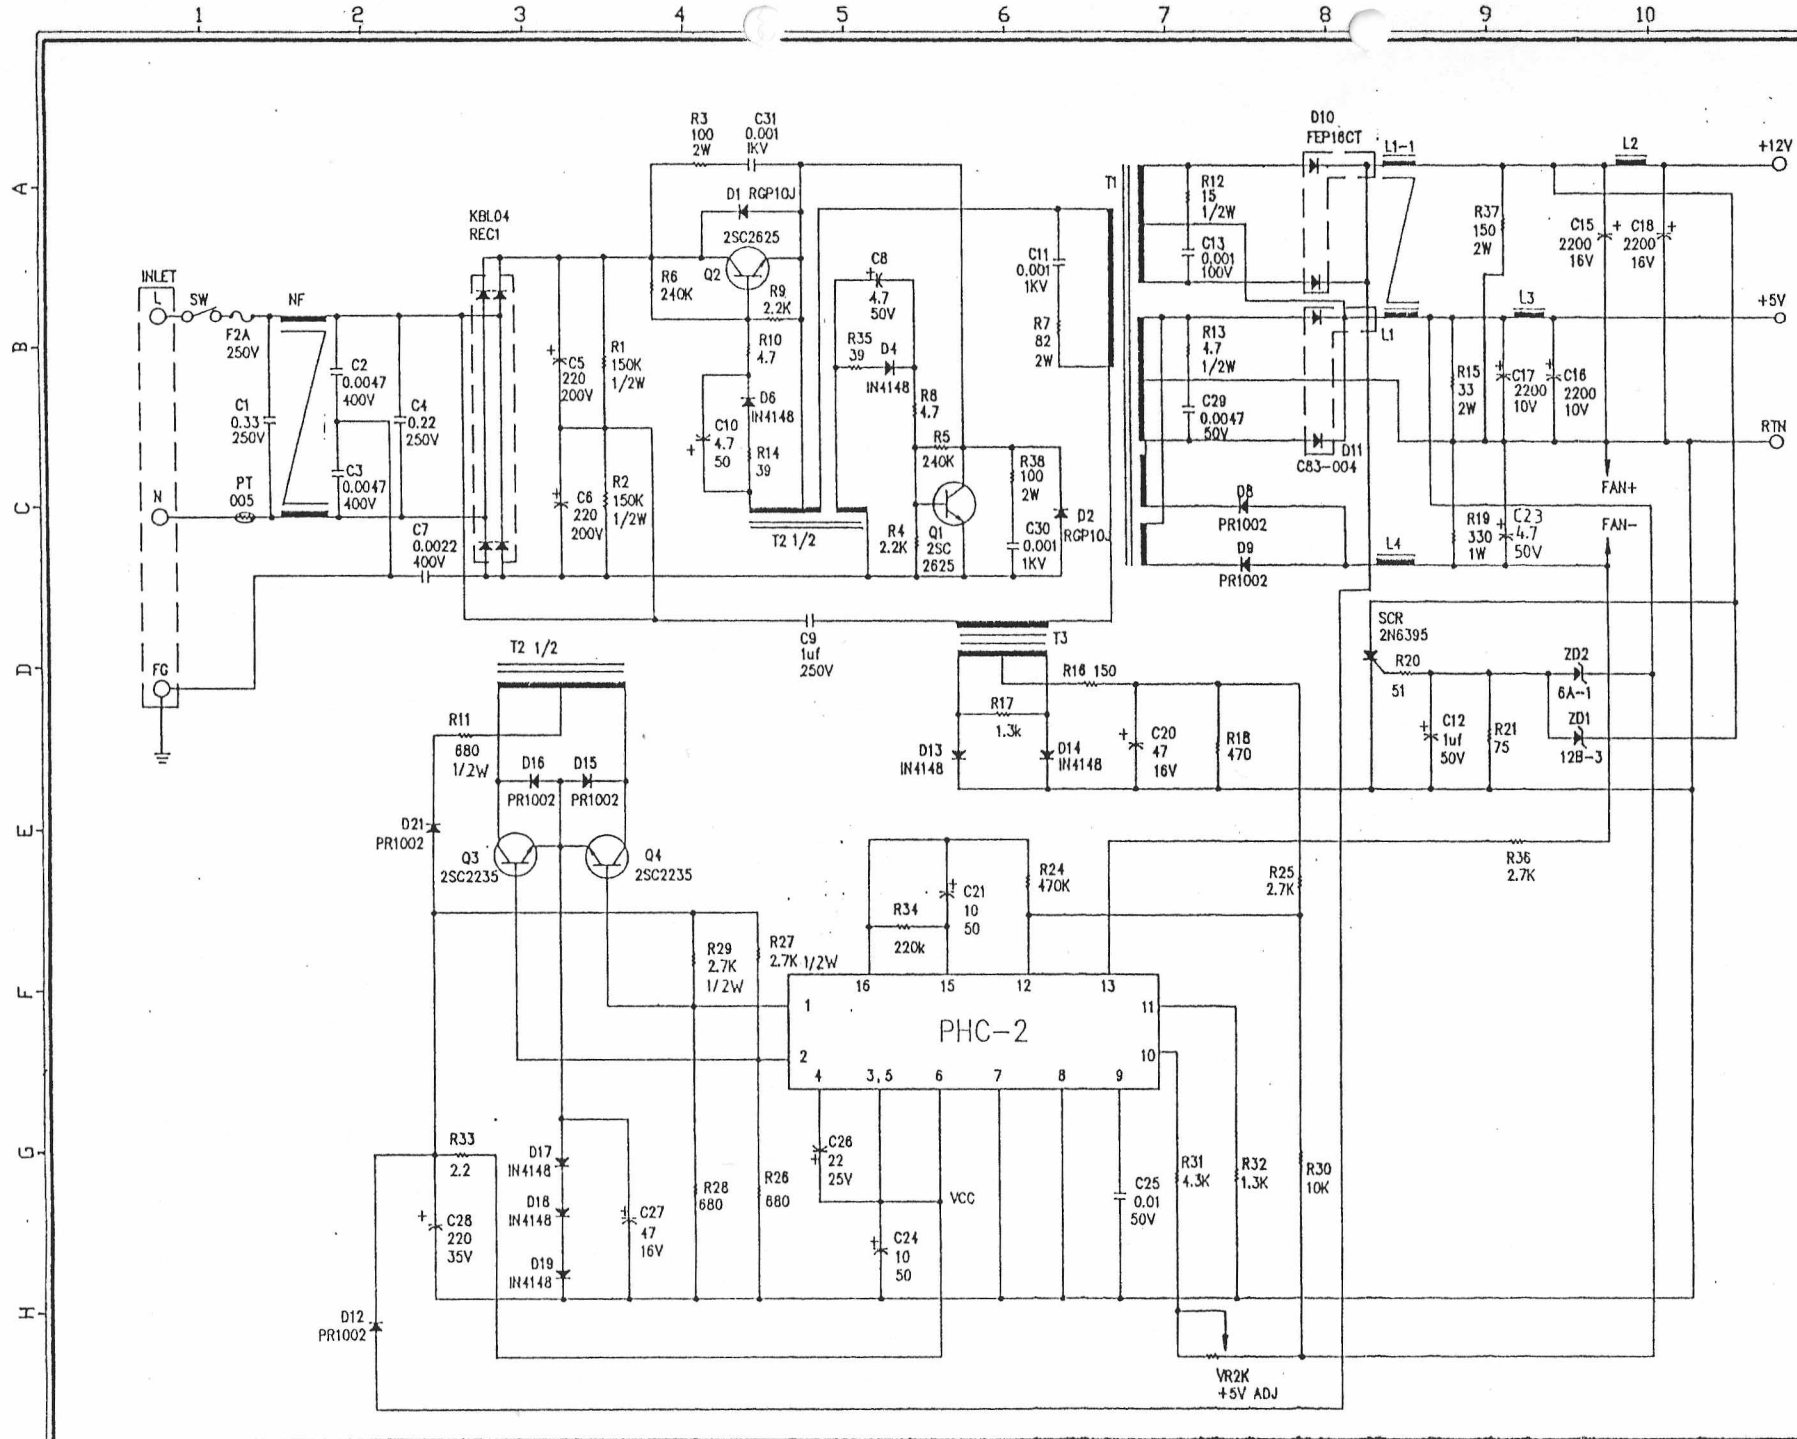 1 2 3 4 5 6 7 8 9 10
A
B
C
D
E
F
G
H
INLET
L
N
FG
SW
F2A
250V
NF
PT
005
C1
0.33
250V
C2
0.0047
400V
C3
0.0047
400V
C4
0.22
250V
C7
0.0022
400V
KBL04
REC1
C5
220
200V
C6
220
200V
R1
150K
1/2W
R2
150K
1/2W
R3
100
2W
C31
0.001
1KV
D1 RGP10J
2SC2625
Q2
R6
240K
R9
2.2K
R10
4.7
D6
IN4148
C10
4.7
50
R14
39
T2 1/2
C8
4.7
50V
R35
39
D4
IN4148
R8
4.7
R5
240K
R4
2.2K
Q1
2SC
2625
R38
100
2W
C30
0.001
1KV
D2
RGP10J
C11
0.001
1KV
R7
82
2W
T1
C9
1uf
250V
R12
15
1/2W
C13
0.001
100V
R13
4.7
1/2W
C29
0.0047
50V
D10
FEP16CT
D11
C83-004
D8
PR1002
D9
PR1002
L1-1
L1
L2
L3
L4
R37
150
2W
C15
2200
16V
C18
2200
16V
R15
33
2W
C17
2200
10V
C16
2200
10V
R19
330
1W
C23
4.7
50V
+12V
+5V
RTN
FAN+
FAN-
T2 1/2
R11
680
1/2W
D16
PR1002
D15
PR1002
D21
PR1002
Q3
2SC2235
Q4
2SC2235
T3
R16 150
R17
1.3k
D13
IN4148
D14
IN4148
C20
47
16V
R18
470
SCR
2N6395
R20
51
C12
1uf
50V
R21
75
ZD2
6A-1
ZD1
12B-3
R36
2.7K
R25
2.7K
R24
470K
C21
10
50
R34
220k
R29
2.7K
1/2W
R27
2.7K 1/2W
PHC-2
16 15 12 13
1
2
11
10
4 3,5 6 7 8 9
C26
22
25V
VCC
C24
10
50
C25
0.01
50V
R31
4.3K
R32
1.3K
R30
10K
R33
2.2
C28
220
35V
D17
IN4148
D18
IN4148
D19
IN4148
C27
47
16V
R28
680
R26
680
D12
PR1002
VR2K
+5V ADJ